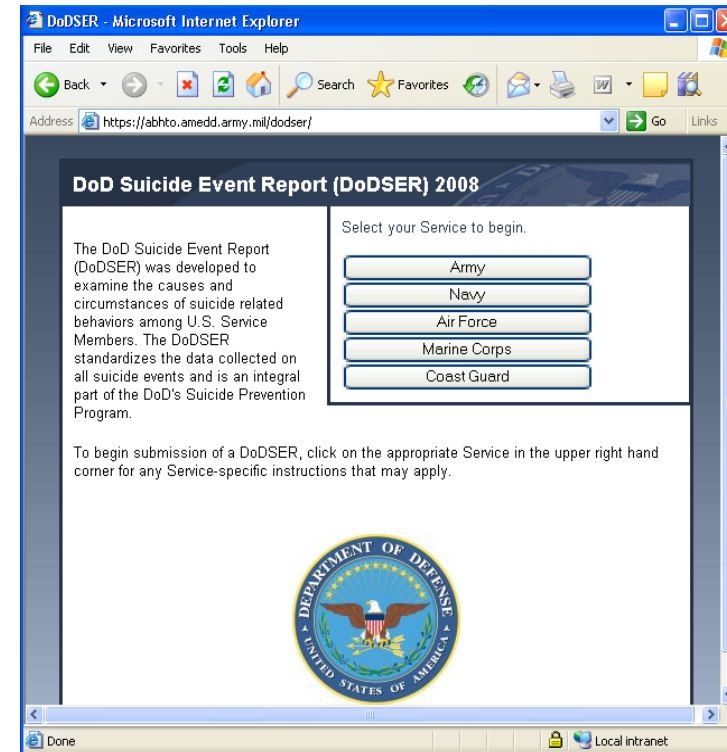 DoDSER - Microsoft Internet Explorer
File Edit View Favorites Tools Help
Back Search Favorites
Address https://abhto.amedd.army.mil/dodser/ Go Links
DoD Suicide Event Report (DoDSER) 2008
The DoD Suicide Event Report
(DoDSER) was developed to
examine the causes and
circumstances of suicide related
behaviors among U.S. Service
Members. The DoDSER
standardizes the data collected on
all suicide events and is an integral
part of the DoD's Suicide Prevention
Program.
Select your Service to begin.
Army
Navy
Air Force
Marine Corps
Coast Guard
To begin submission of a DoDSER, click on the appropriate Service in the upper right hand
corner for any Service-specific instructions that may apply.
DEPARTMENT OF DEFENSE
UNITED STATES OF AMERICA
Done Local intranet